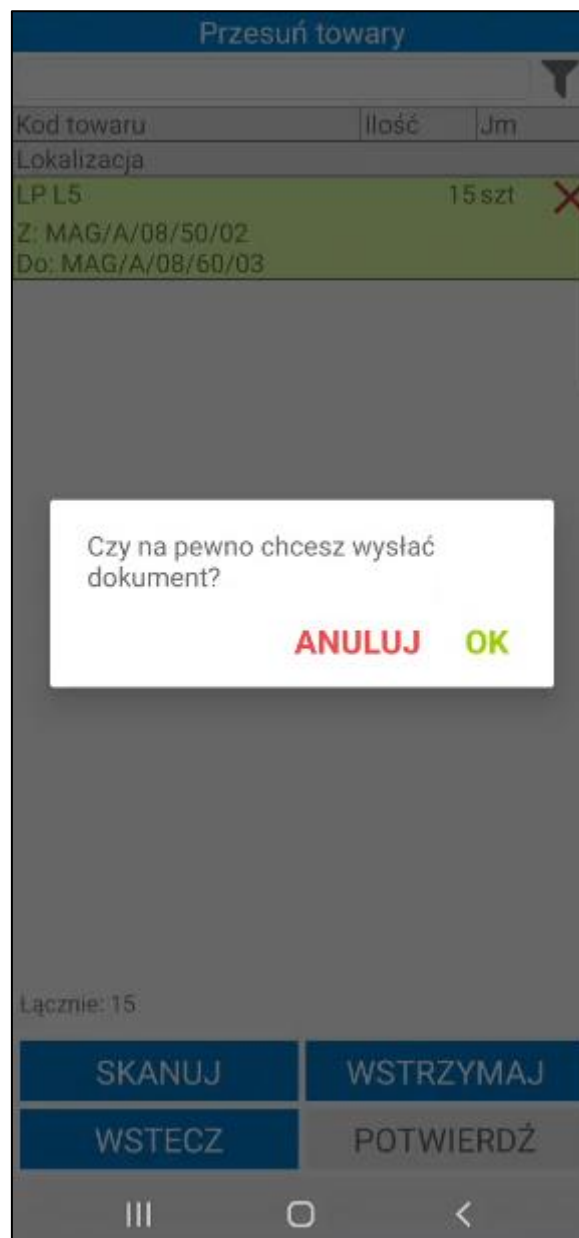 Przesuń towary
Kod towaru Ilość Jm
Lokalizacja
LP L5 15 szt
Z: MAG/A/08/50/02
Do: MAG/A/08/60/03
Czy na pewno chcesz wysłać
dokument?
ANULUJ OK
Łącznie: 15
SKANUJ WSTRZYMAJ
WSTECZ POTWIERDŹ